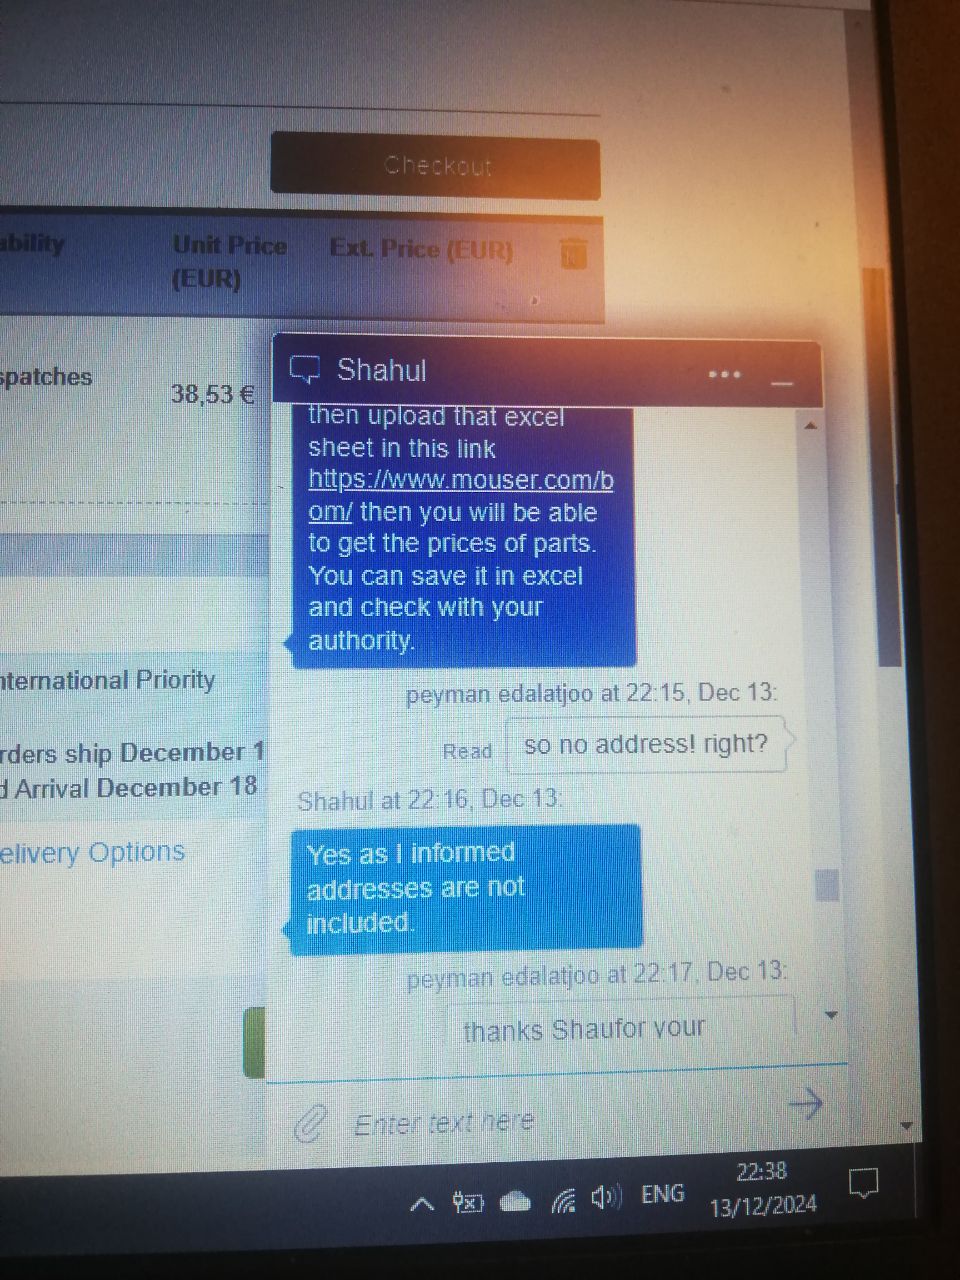 Checkout
ability
Unit Price
(EUR)
Ext. Price (EUR)
spatches
38,53 €
Shahul
then upload that excel
sheet in this link
https://www.mouser.com/b
om/ then you will be able
to get the prices of parts.
You can save it in excel
and check with your
authority.
nternational Priority
peyman edalatjoo at 22:15, Dec 13:
Read
so no address! right?
rders ship December 1
d Arrival December 18
Shahul at 22:16, Dec 13:
elivery Options
Yes as I informed
addresses are not
included.
peyman edalatjoo at 22:17, Dec 13:
thanks Shaufor your
Enter text here
ENG
22:38
13/12/2024